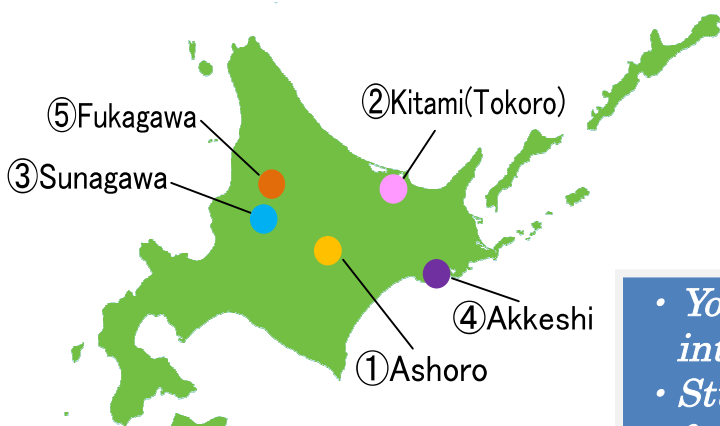 ②Kitami(Tokoro)
⑤Fukagawa
③Sunagawa
④Akkeshi
①Ashoro
・
・